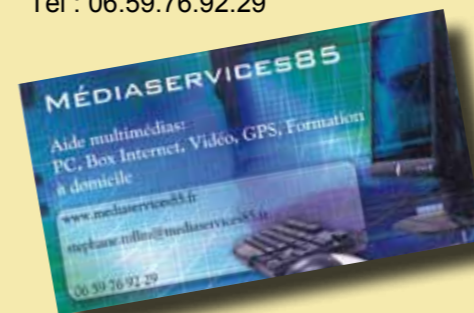 Tél : 06.59.76.92.29
MÉDIASERVICES85
Aide multimédias:
PC, Box Internet, Vidéo, GPS, Formation
à domicile
www.mediaservices85.fr
06 59 76 92 29